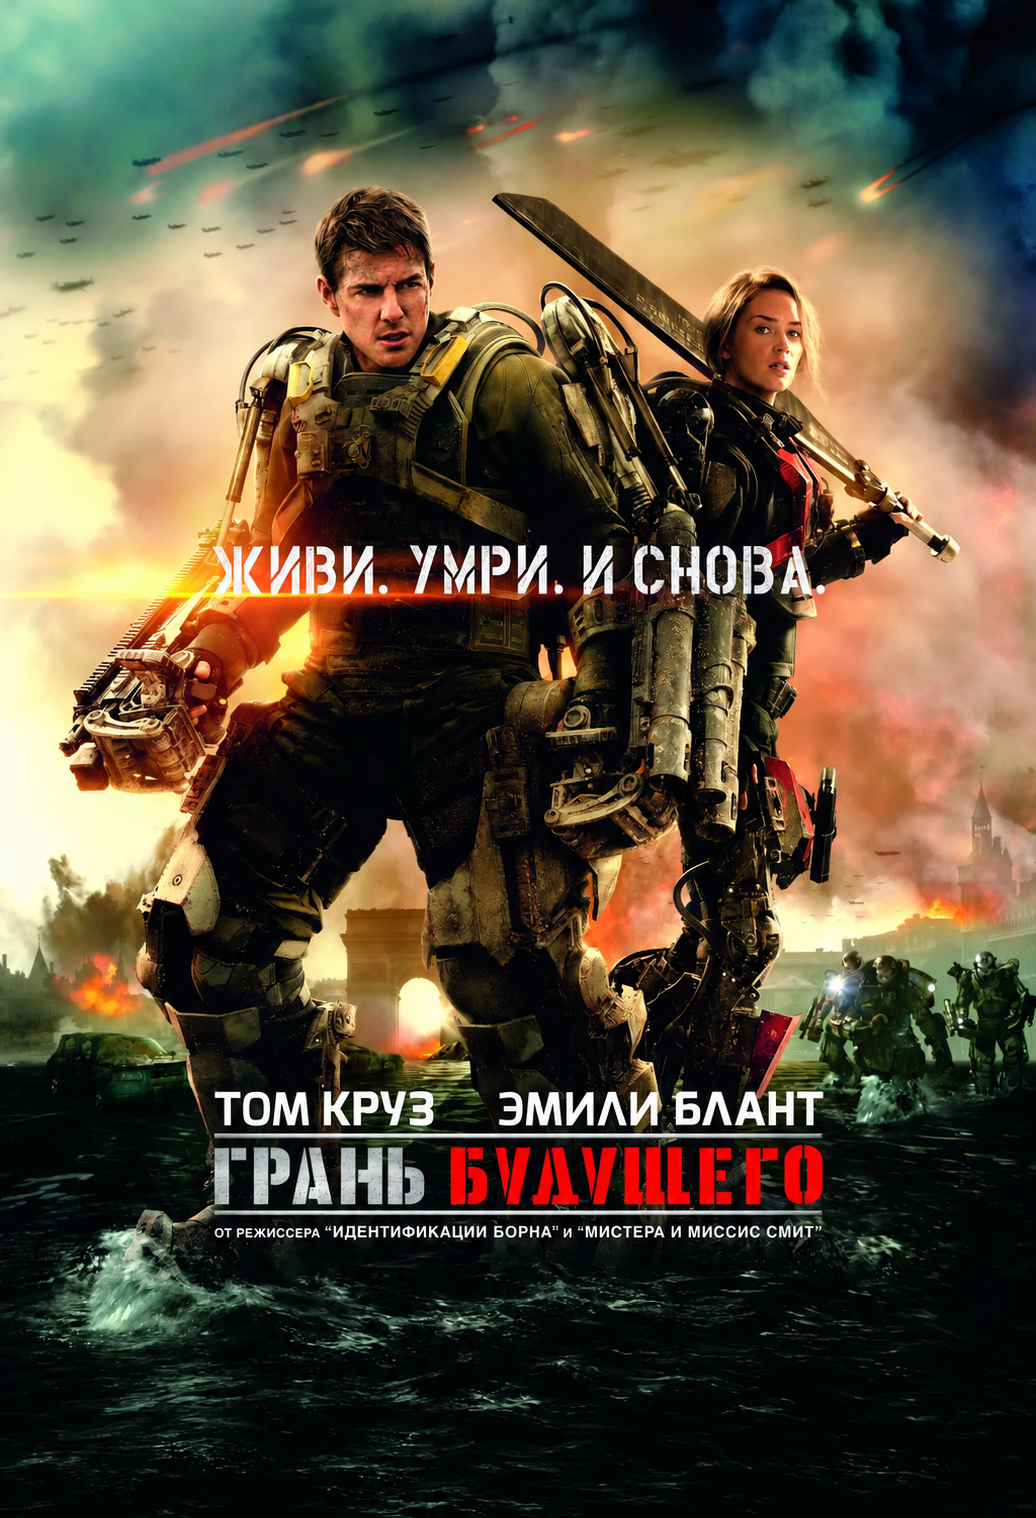 ЖИВИ. УМРИ. И СНОВА.
ТОМ КРУЗ ЭМИЛИ БЛАНТ
ГРАНЬ БУДУЩЕГО
ОТ РЕЖИССЕРА “ИДЕНТИФИКАЦИИ БОРНА” И “МИСТЕРА И МИССИС СМИТ”